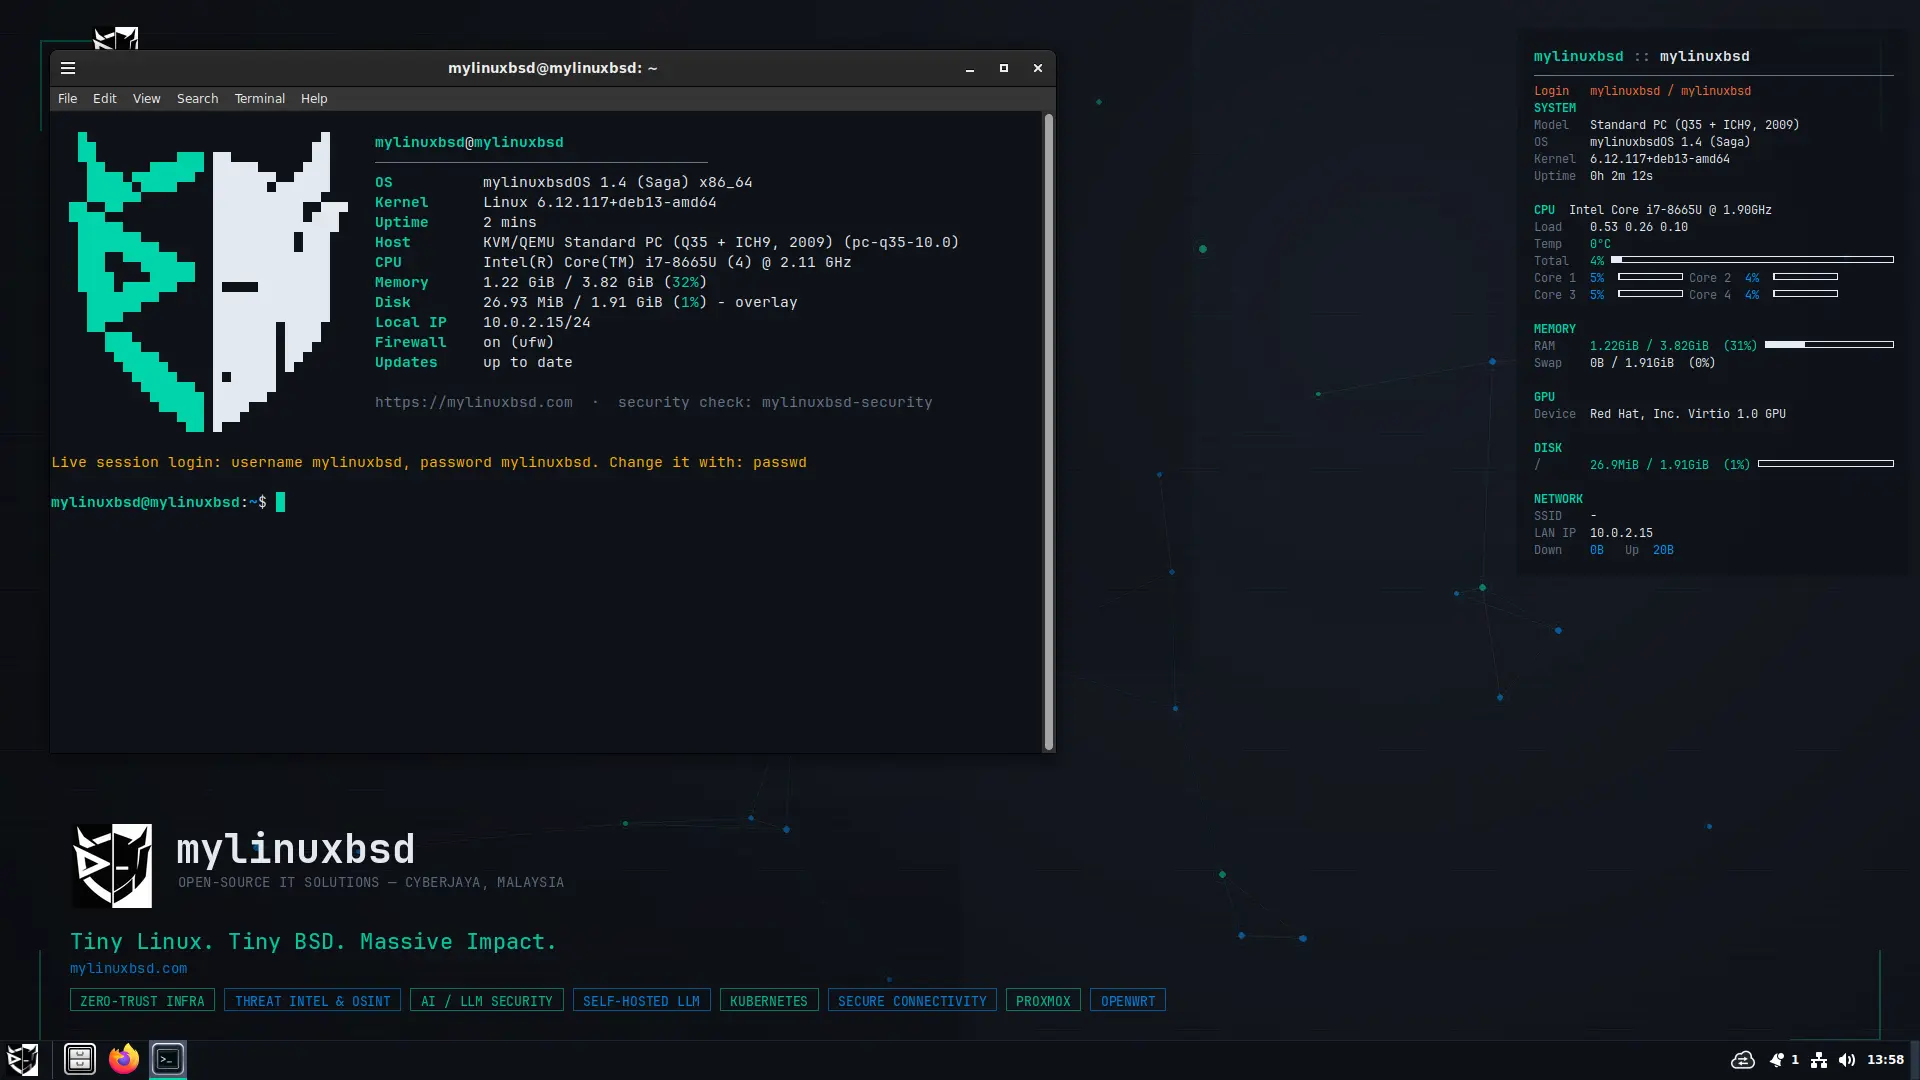 mylinuxbsd@mylinuxbsd: ~
File Edit View Search Terminal Help
mylinuxbsd@mylinuxbsd
OS mylinuxbsdOS 1.4 (Saga) x86_64
Kernel Linux 6.12.117+deb13-amd64
Uptime 2 mins
Host KVM/QEMU Standard PC (Q35 + ICH9, 2009) (pc-q35-10.0)
CPU Intel(R) Core(TM) i7-8665U (4) @ 2.11 GHz
Memory 1.22 GiB / 3.82 GiB (32%)
Disk 26.93 MiB / 1.91 GiB (1%) - overlay
Local IP 10.0.2.15/24
Firewall on (ufw)
Updates up to date
https://mylinuxbsd.com · security check: mylinuxbsd-security
Live session login: username mylinuxbsd, password mylinuxbsd. Change it with: passwd
mylinuxbsd@mylinuxbsd:~$
mylinuxbsd :: mylinuxbsd
Login mylinuxbsd / mylinuxbsd
SYSTEM
Model Standard PC (Q35 + ICH9, 2009)
OS mylinuxbsdOS 1.4 (Saga)
Kernel 6.12.117+deb13-amd64
Uptime 0h 2m 12s
CPU Intel Core i7-8665U @ 1.90GHz
Load 0.53 0.26 0.10
Temp 0°C
Total 4%
Core 1 5% Core 2 4%
Core 3 5% Core 4 4%
MEMORY
RAM 1.22GiB / 3.82GiB (31%)
Swap 0B / 1.91GiB (0%)
GPU
Device Red Hat, Inc. Virtio 1.0 GPU
DISK
/ 26.9MiB / 1.91GiB (1%)
NETWORK
SSID -
LAN IP 10.0.2.15
Down 0B Up 20B
mylinuxbsd
OPEN-SOURCE IT SOLUTIONS — CYBERJAYA, MALAYSIA
Tiny Linux. Tiny BSD. Massive Impact.
mylinuxbsd.com
ZERO-TRUST INFRA THREAT INTEL & OSINT AI / LLM SECURITY SELF-HOSTED LLM KUBERNETES SECURE CONNECTIVITY PROXMOX OPENWRT
1 13:58